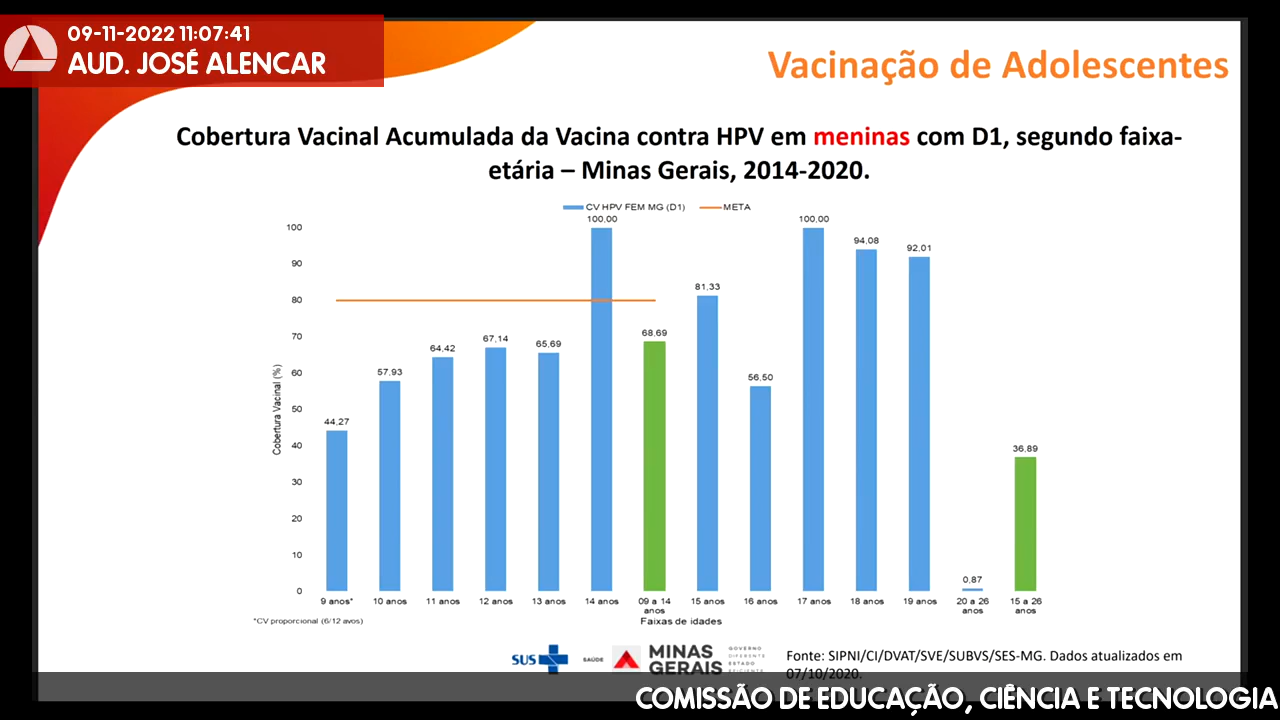 09-11-2022 11:07:41
AUD. JOSÉ ALENCAR
Vacinação de Adolescentes
Cobertura Vacinal Acumulada da Vacina contra HPV em meninas com D1, segundo faixa-
etária – Minas Gerais, 2014-2020.
CV HPV FEM MG (D1) META
Cobertura Vacinal (%)
100
90
80
70
60
50
40
30
20
10
0
44,27
57,93
64,42
67,14
65,69
100,00
68,69
81,33
56,50
100,00
94,08
92,01
0,87
36,89
9 anos* 10 anos 11 anos 12 anos 13 anos 14 anos 09 a 14 anos 15 anos 16 anos 17 anos 18 anos 19 anos 20 a 26 anos 15 a 26 anos
*CV proporcional (6/12 avos)
Faixas de idades
SUS
SAÚDE
MINAS
GERAIS
GOVERNO
DIFERENTE
ESTADO
EFICIENTE
Fonte: SIPNI/CI/DVAT/SVE/SUBVS/SES-MG. Dados atualizados em
07/10/2020.
COMISSÃO DE EDUCAÇÃO, CIÊNCIA E TECNOLOGIA